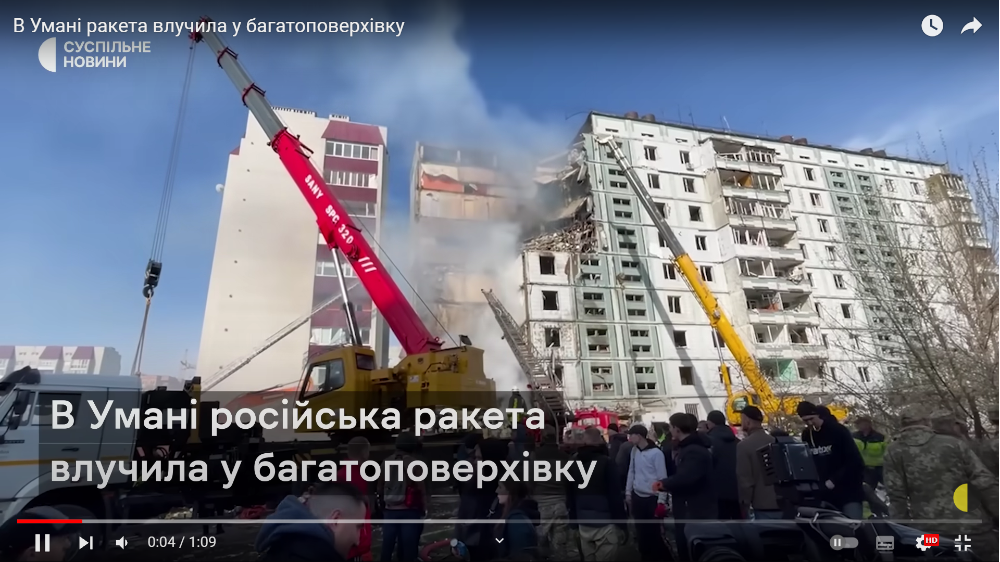 В Умані ракета влучила у багатоповерхівку
СУСПІЛЬНЕ
НОВИНИ
SANY SPC 320
В Умані російська ракета
влучила у багатоповерхівку
0:04 / 1:09
HD